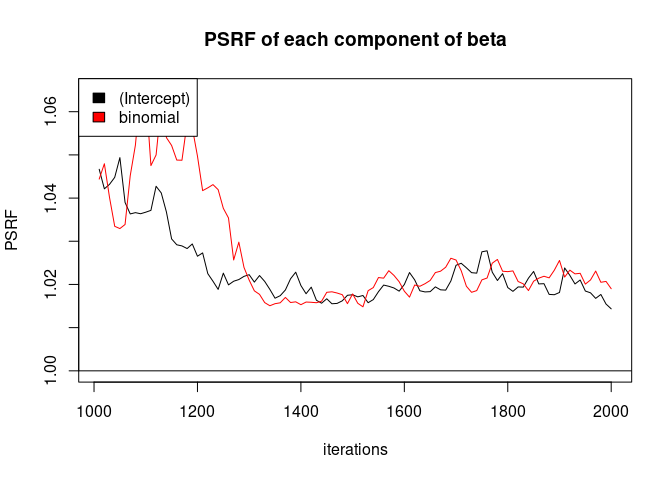 PSRF of each component of beta
(Intercept)
binomial
PSRF
1.06
1.04
1.02
1.00
1000 1200 1400 1600 1800 2000
iterations